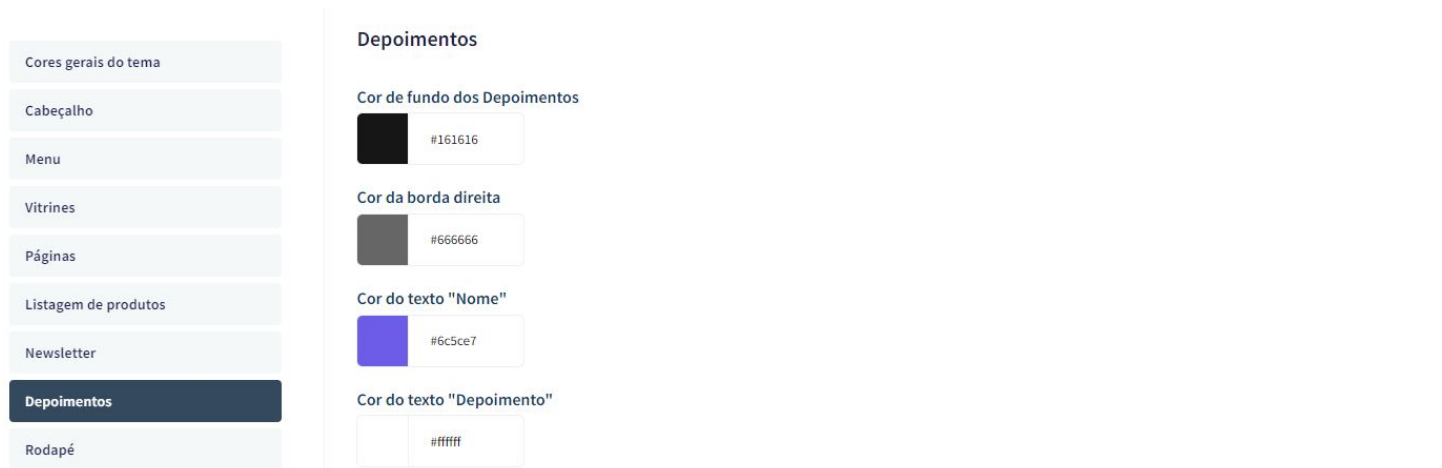 Cores gerais do tema
Cabeçalho
Menu
Vitrines
Páginas
Listagem de produtos
Newsletter
Depoimentos
Rodapé
Depoimentos
Cor de fundo dos Depoimentos
#161616
Cor da borda direita
#666666
Cor do texto "Nome"
#6c5ce7
Cor do texto "Depoimento"
#ffffff